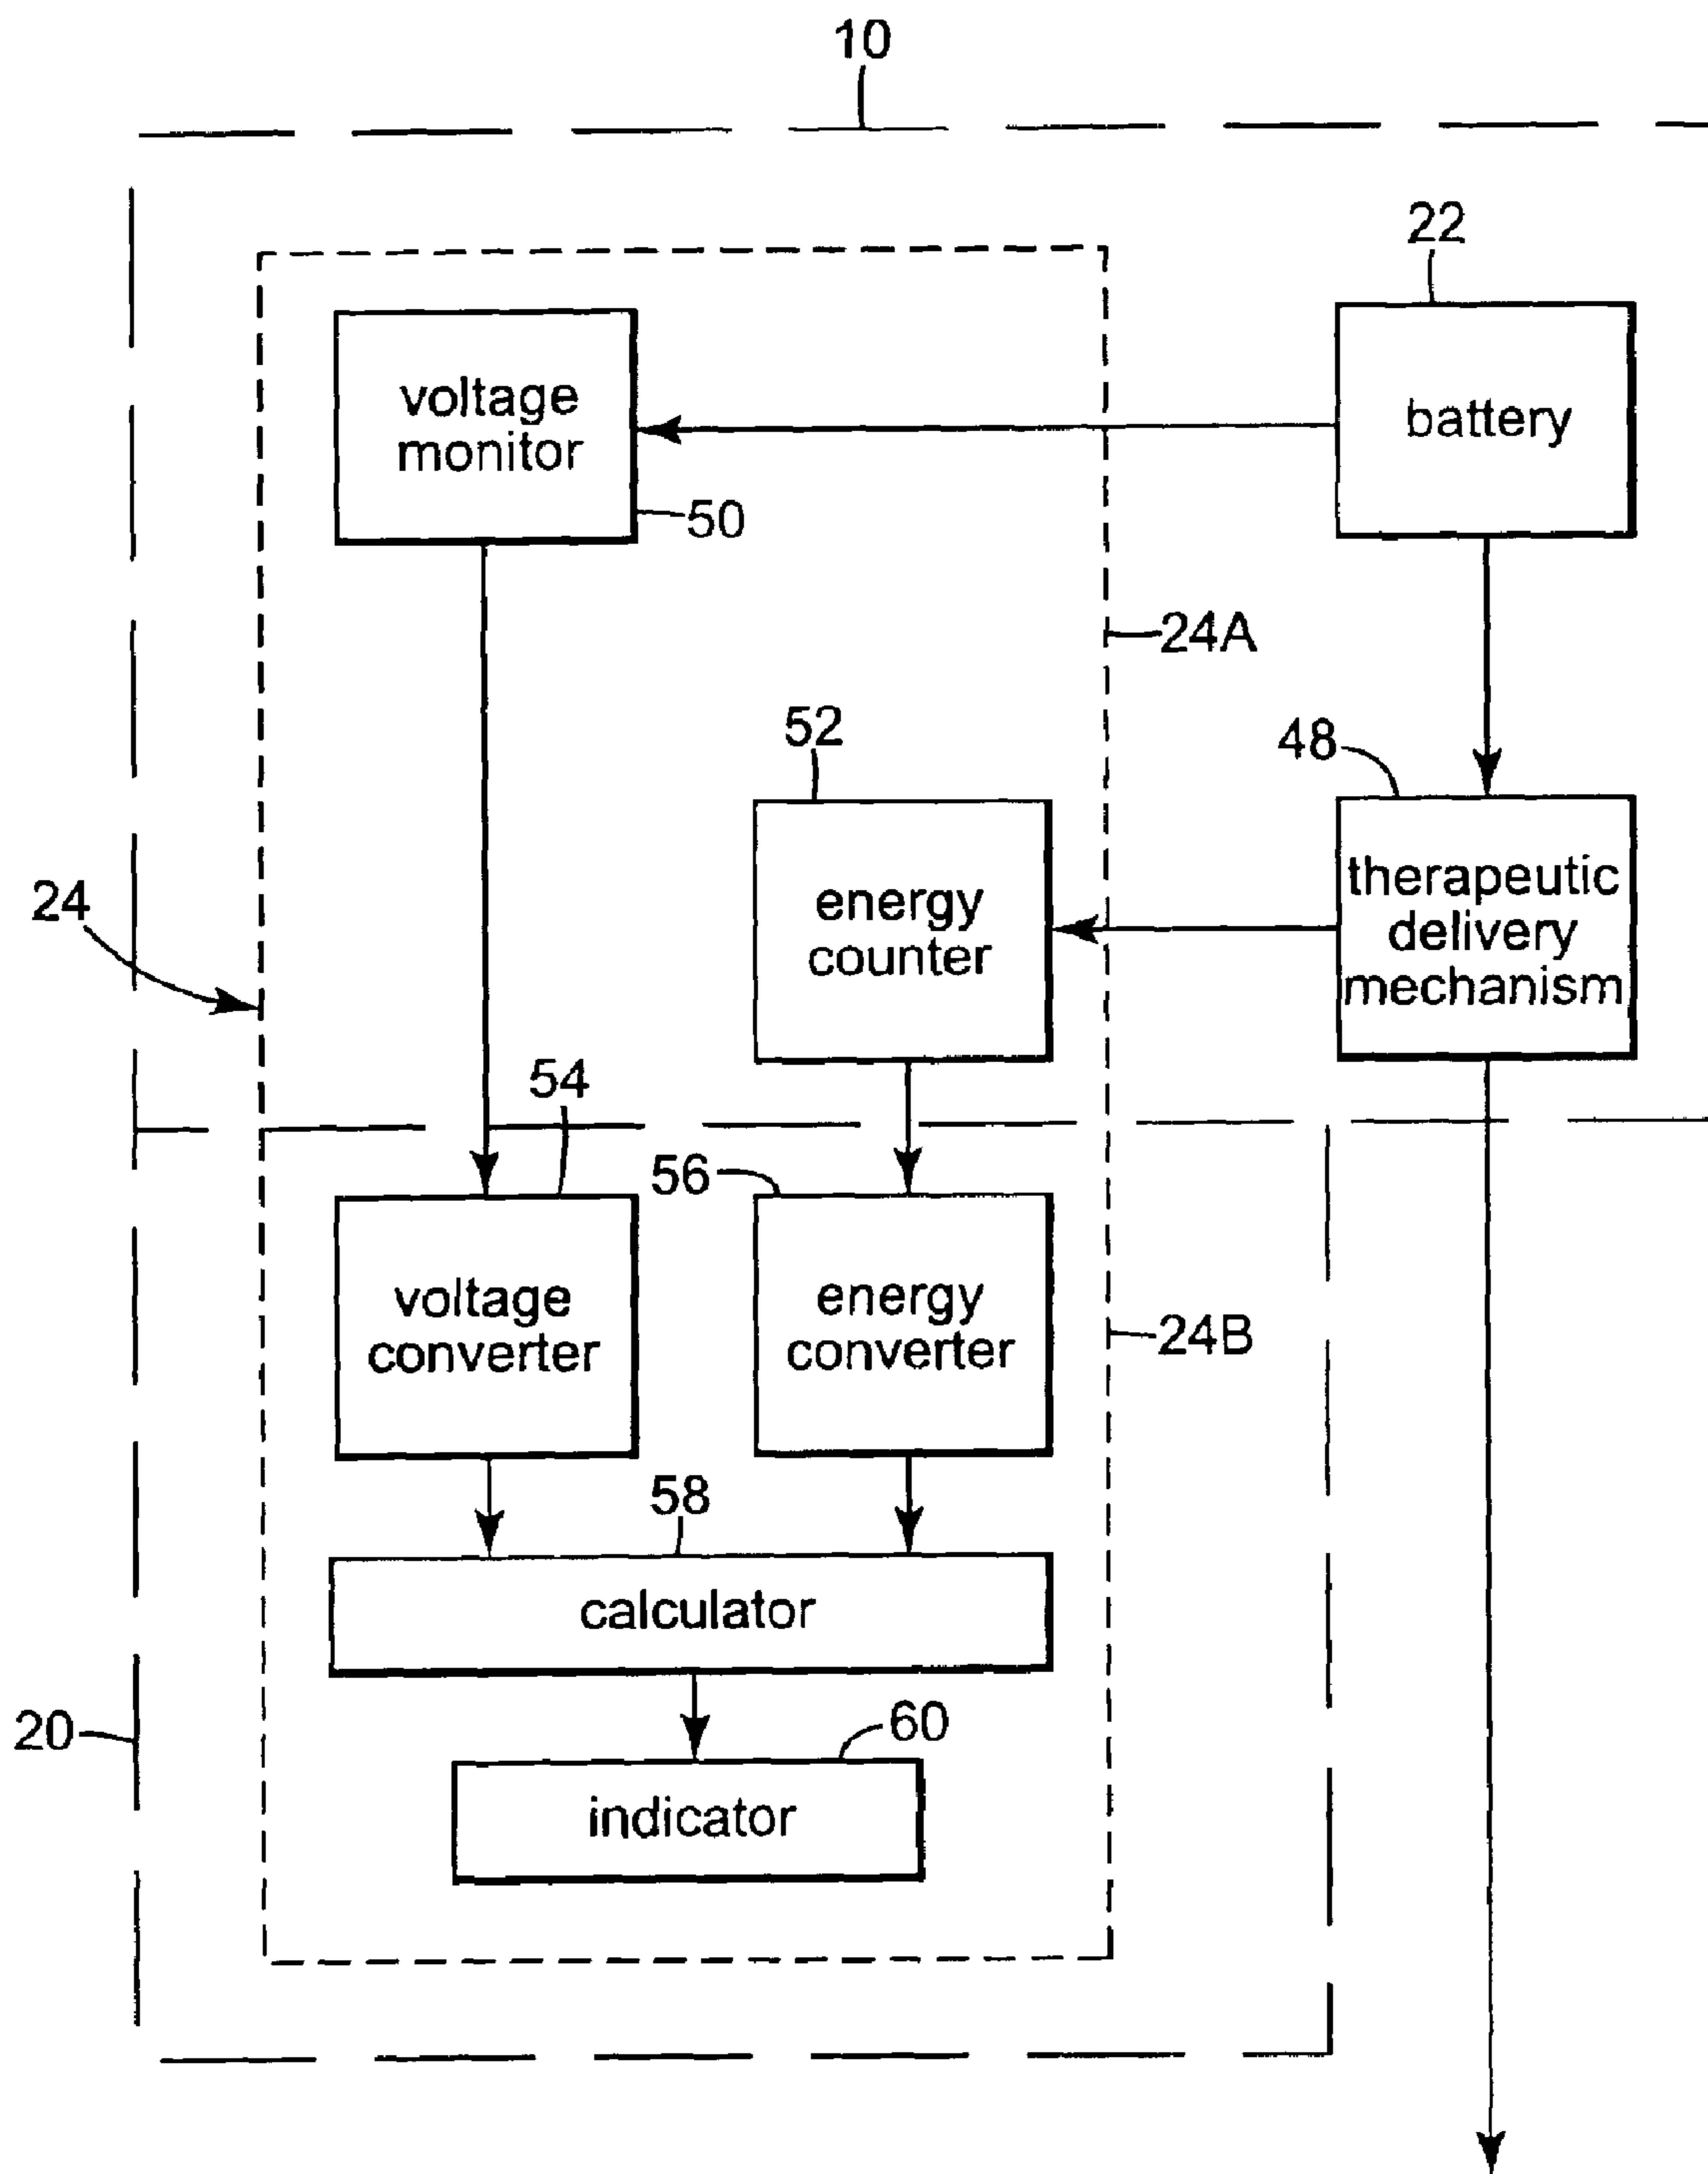 10
22
voltage
monitor
battery
50
24A
52
48
energy
counter
therapeutic
delivery
mechanism
24
54
56
voltage
converter
energy
converter
24B
58
calculator
20
60
indicator